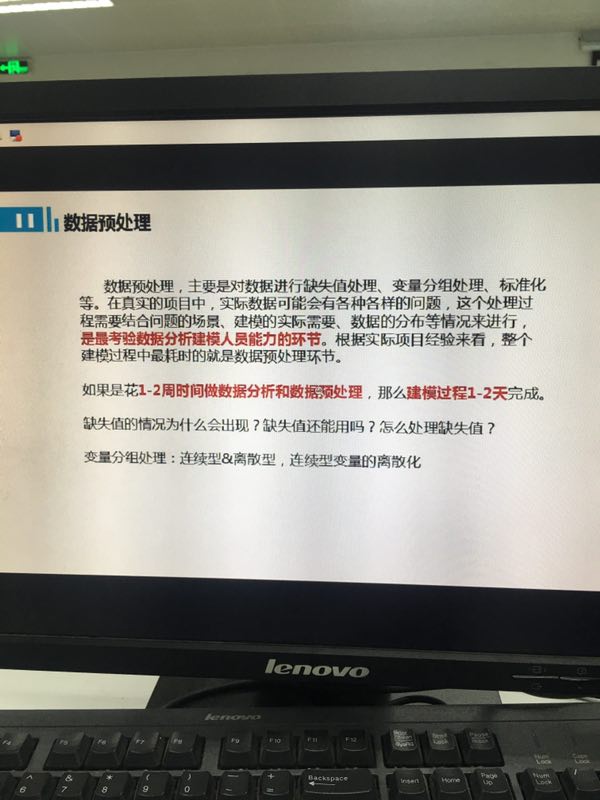 数据预处理
数据预处理，主要是对数据进行缺失值处理、变量分组处理、标准化
等。在真实的项目中，实际数据可能会有各种各样的问题，这个处理过
程需要结合问题的场景、建模的实际需要、数据的分布等情况来进行，
是最考验数据分析建模人员能力的环节。根据实际项目经验来看，整个
建模过程中最耗时的就是数据预处理环节。
如果是花1-2周时间做数据分析和数据预处理，那么建模过程1-2天完成。
缺失值的情况为什么会出现？缺失值还能用吗？怎么处理缺失值？
变量分组处理：连续型&离散型，连续型变量的离散化
lenovo
lenovo
F4 F5 F6 F7 F8 F9 F10 F11 F12
Num Lock Caps Lock
^ 6 & 7 * 8 ( 9 ) 0 — - + = Backspace Insert Home Page Up Num Lock /